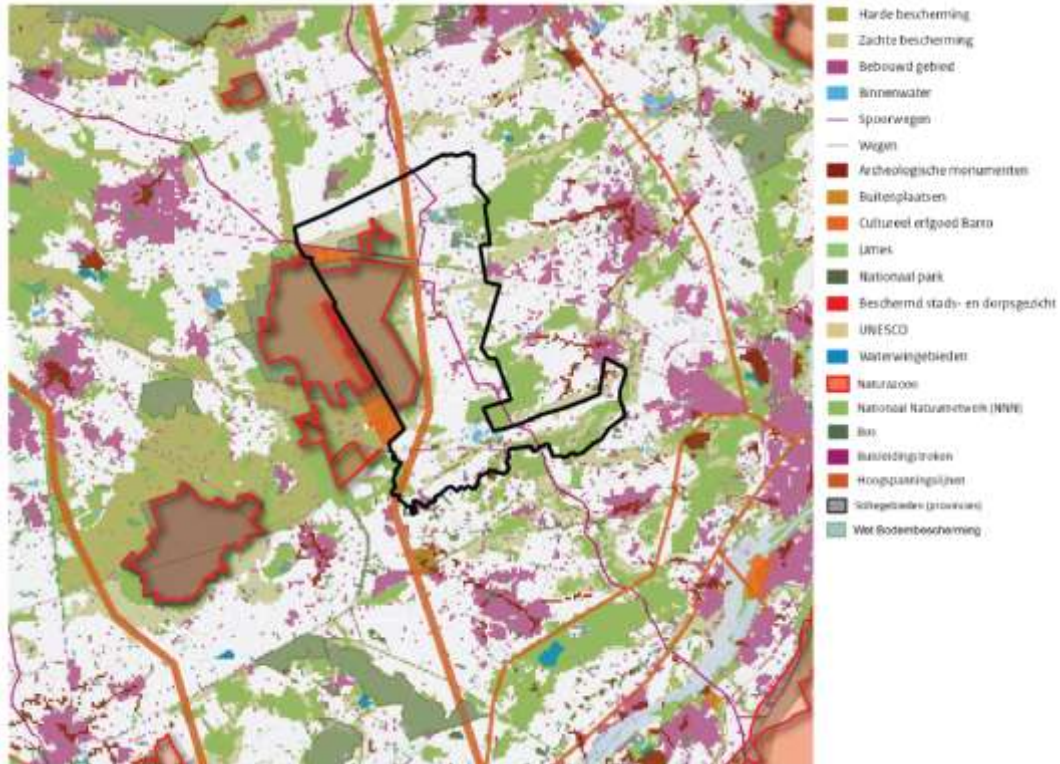 Harde bescherming
Zachte bescherming
Bebouwd gebied
Binnenwater
Spoorwegen
Wegen
Archeologische monumenten
Buitenplaatsen
Cultureel erfgoed Barro
Limes
Nationaal park
Beschermd stads- en dorpsgezicht
UNESCO
Waterwingebieden
Natura2000
Nationaal Natuurnetwerk (NNN)
Bos
Buisleidingstroken
Hoogspanningslijnen
Stiltegebieden (provincies)
Wet Bodembescherming